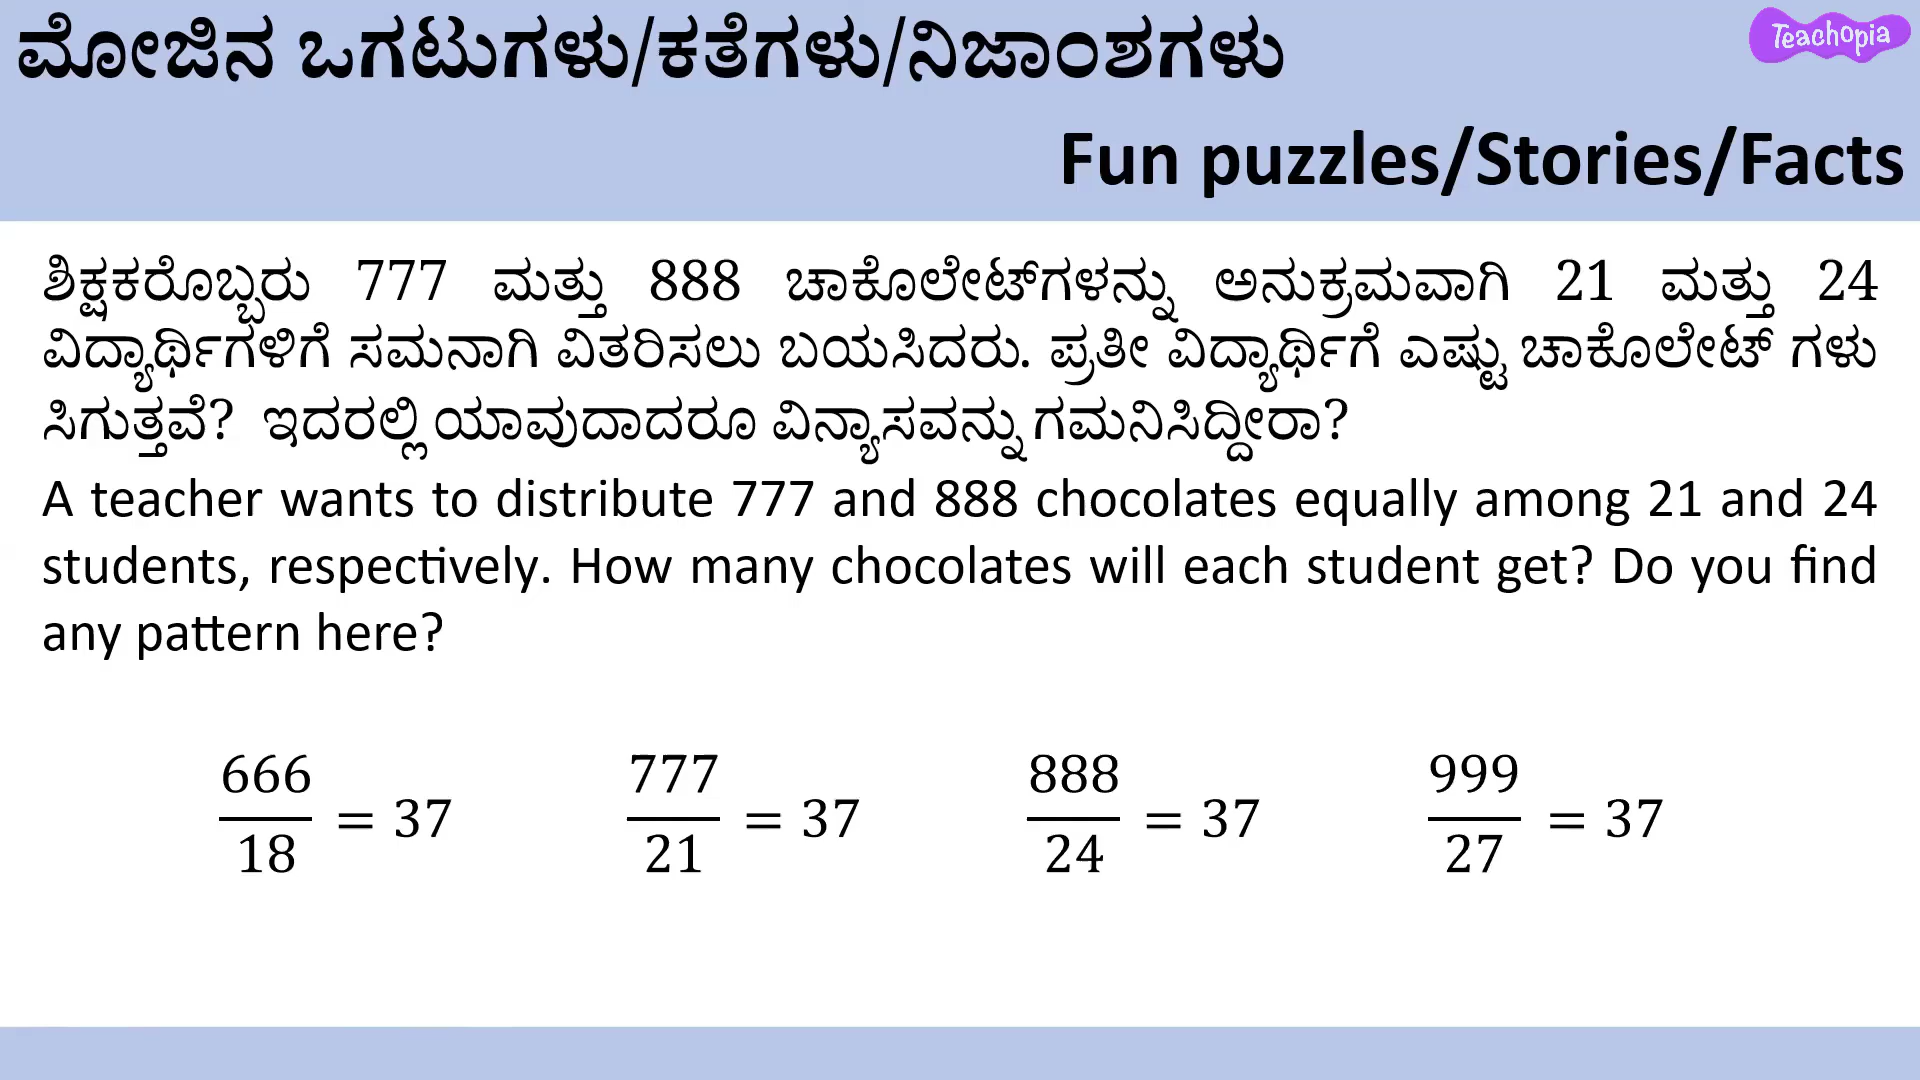 ಮೋಜಿನ ಒಗಟುಗಳು/ಕತೆಗಳು/ನಿಜಾಂಶಗಳು
Teachopia
Fun puzzles/Stories/Facts
ಶಿಕ್ಷಕರೊಬ್ಬರು 777 ಮತ್ತು 888 ಚಾಕೊಲೇಟ್‌ಗಳನ್ನು ಅನುಕ್ರಮವಾಗಿ 21 ಮತ್ತು 24
ವಿದ್ಯಾರ್ಥಿಗಳಿಗೆ ಸಮನಾಗಿ ವಿತರಿಸಲು ಬಯಸಿದರು. ಪ್ರತೀ ವಿದ್ಯಾರ್ಥಿಗೆ ಎಷ್ಟು ಚಾಕೊಲೇಟ್ ಗಳು
ಸಿಗುತ್ತವೆ? ಇದರಲ್ಲಿ ಯಾವುದಾದರೂ ವಿನ್ಯಾಸವನ್ನು ಗಮನಿಸಿದ್ದೀರಾ?
A teacher wants to distribute 777 and 888 chocolates equally among 21 and 24
students, respectively. How many chocolates will each student get? Do you find
any pattern here?
666/18 = 37 777/21 = 37 888/24 = 37 999/27 = 37